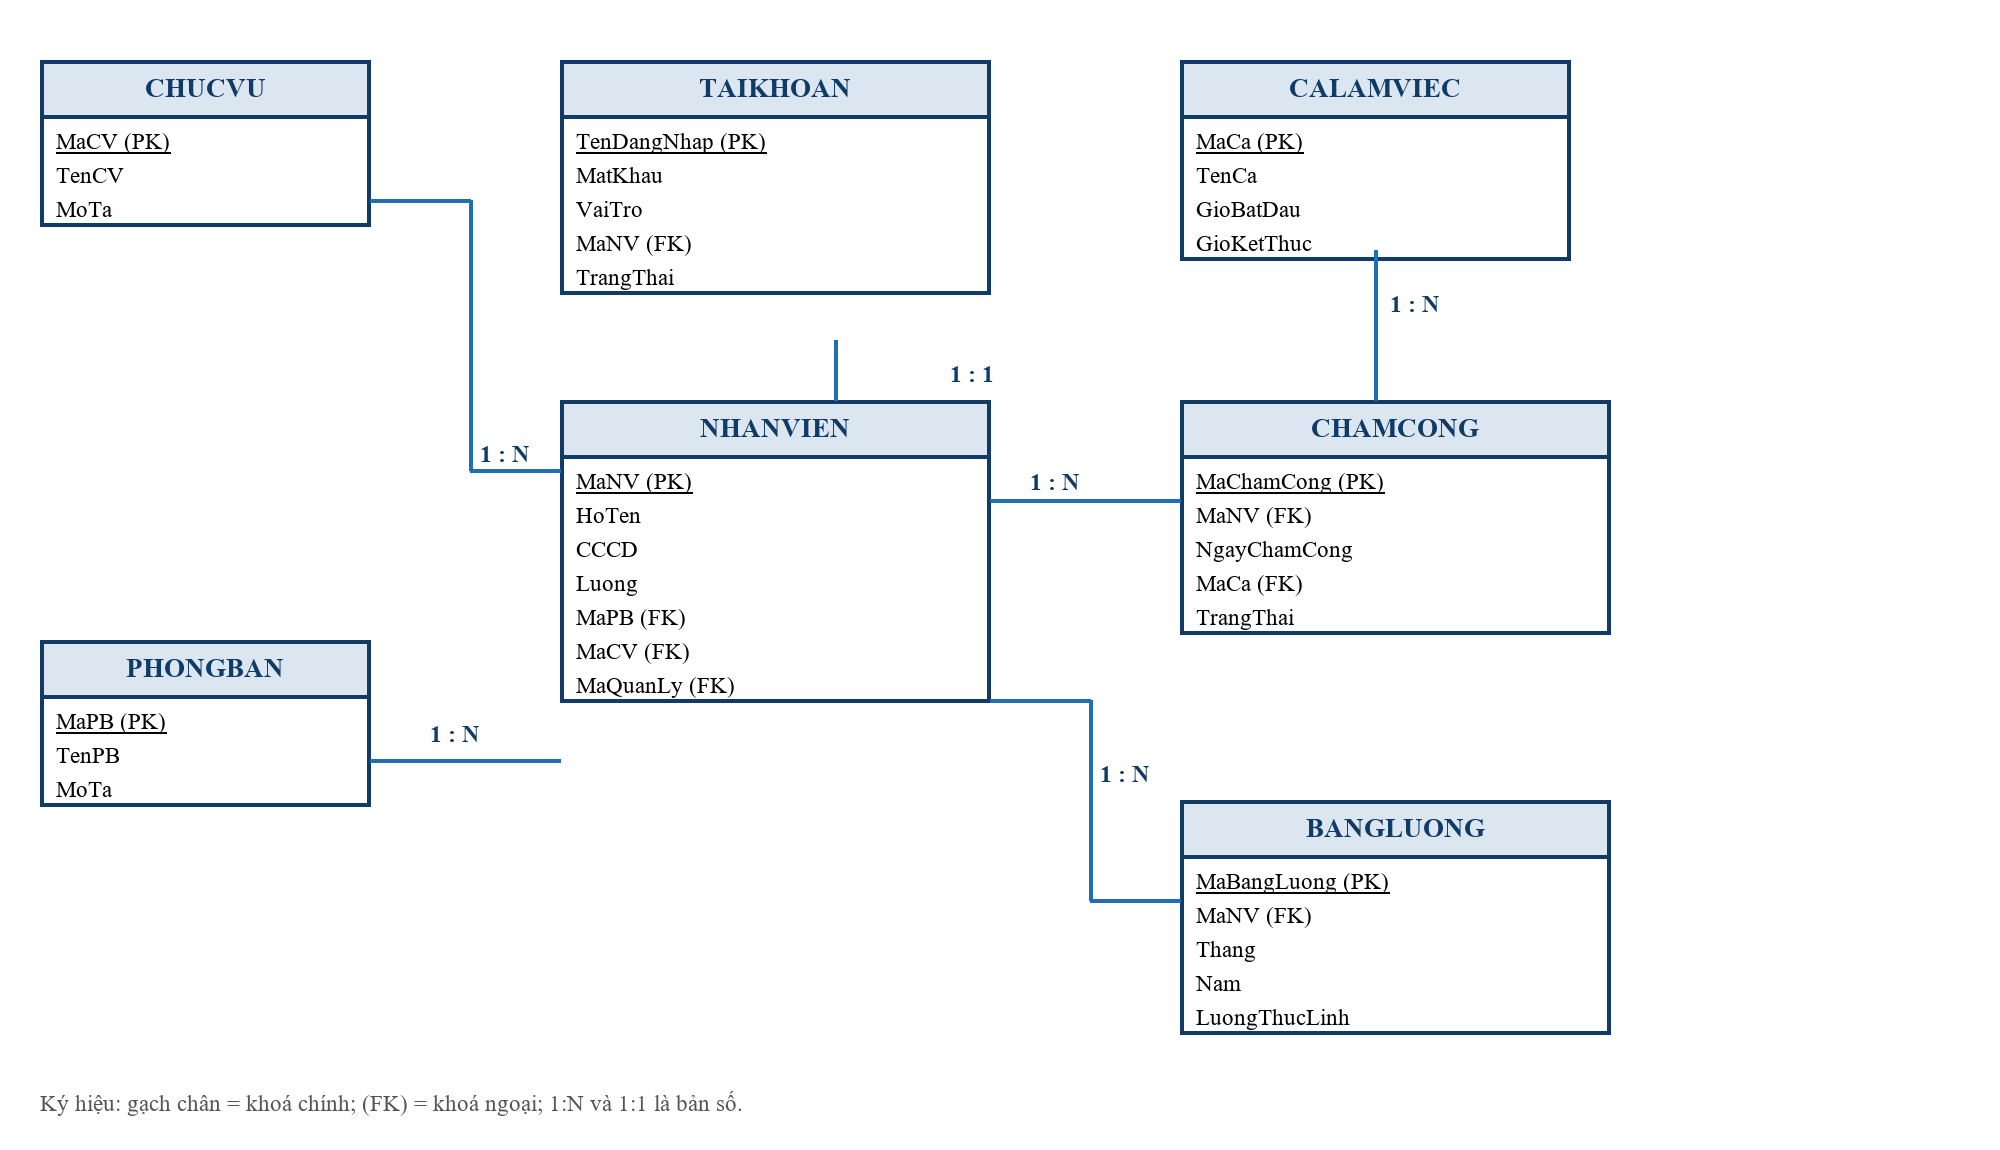 CHUCVU
MaCV (PK)
TenCV
MoTa
TAIKHOAN
TenDangNhap (PK)
MatKhau
VaiTro
MaNV (FK)
TrangThai
CALAMVIEC
MaCa (PK)
TenCa
GioBatDau
GioKetThuc
1 : N
1 : 1
1 : N
NHANVIEN
MaNV (PK)
HoTen
CCCD
Luong
MaPB (FK)
MaCV (FK)
MaQuanLy (FK)
1 : N
CHAMCONG
MaChamCong (PK)
MaNV (FK)
NgayChamCong
MaCa (FK)
TrangThai
PHONGBAN
MaPB (PK)
TenPB
MoTa
1 : N
1 : N
BANGLUONG
MaBangLuong (PK)
MaNV (FK)
Thang
Nam
LuongThucLinh
Ký hiệu: gạch chân = khoá chính; (FK) = khoá ngoại; 1:N và 1:1 là bản số.